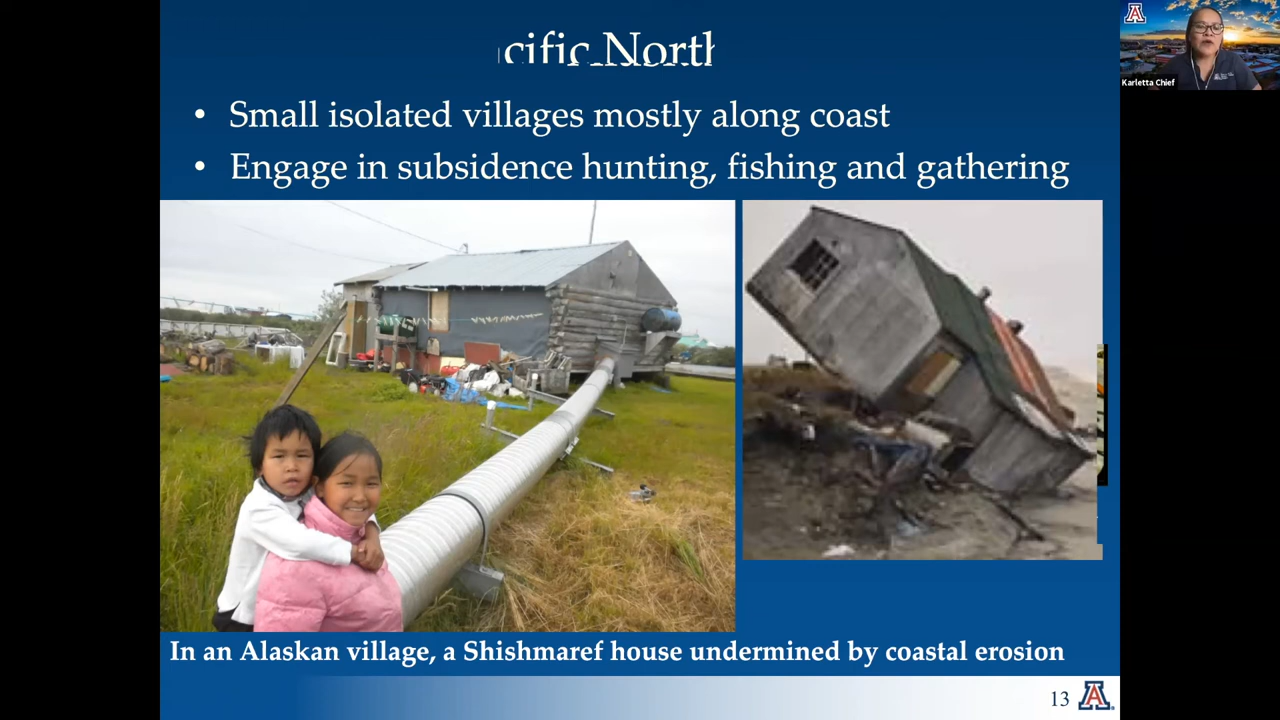 cific North
Karletta Chief
• Small isolated villages mostly along coast
• Engage in subsidence hunting, fishing and gathering
In an Alaskan village, a Shishmaref house undermined by coastal erosion
13